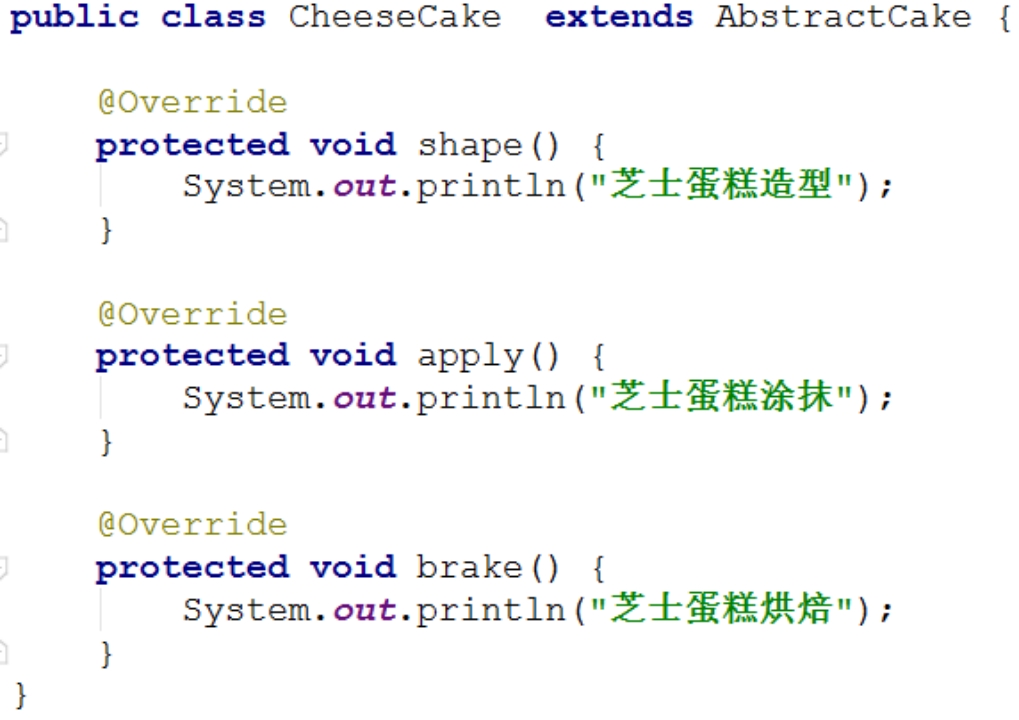 public class CheeseCake  extends AbstractCake {
@Override
protected void shape() {
System.out.println("芝士蛋糕造型");
}
@Override
protected void apply() {
System.out.println("芝士蛋糕涂抹");
}
@Override
protected void brake() {
System.out.println("芝士蛋糕烘焙");
}
}